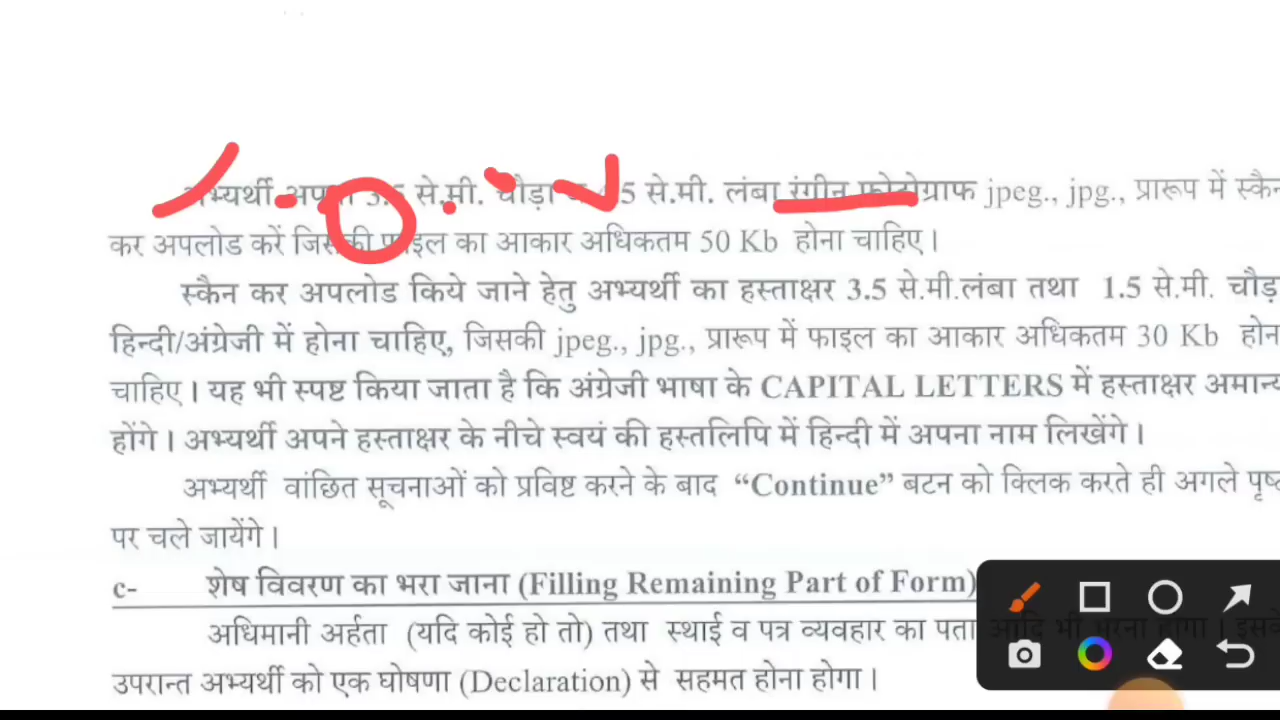 अभ्यर्थी अपना 3.5 से.मी. चौड़ा व 4.5 से.मी. लंबा रंगीन फोटोग्राफ jpeg., jpg., प्रारूप में स्कैन
कर अपलोड करें जिसकी फाइल का आकार अधिकतम 50 Kb होना चाहिए।
स्कैन कर अपलोड किये जाने हेतु अभ्यर्थी का हस्ताक्षर 3.5 से.मी.लंबा तथा 1.5 से.मी. चौड़
हिन्दी/अंग्रेजी में होना चाहिए, जिसकी jpeg., jpg., प्रारूप में फाइल का आकार अधिकतम 30 Kb होन
चाहिए। यह भी स्पष्ट किया जाता है कि अंग्रेजी भाषा के CAPITAL LETTERS में हस्ताक्षर अमान्य
होंगे। अभ्यर्थी अपने हस्ताक्षर के नीचे स्वयं की हस्तलिपि में हिन्दी में अपना नाम लिखेंगे।
अभ्यर्थी वांछित सूचनाओं को प्रविष्ट करने के बाद “Continue” बटन को क्लिक करते ही अगले पृष्ठ
पर चले जायेंगे।
c- शेष विवरण का भरा जाना (Filling Remaining Part of Form)
अधिमानी अर्हता (यदि कोई हो तो) तथा स्थाई व पत्र व्यवहार का पता आदि भी भरना होगा। इसके
उपरान्त अभ्यर्थी को एक घोषणा (Declaration) से सहमत होना होगा।